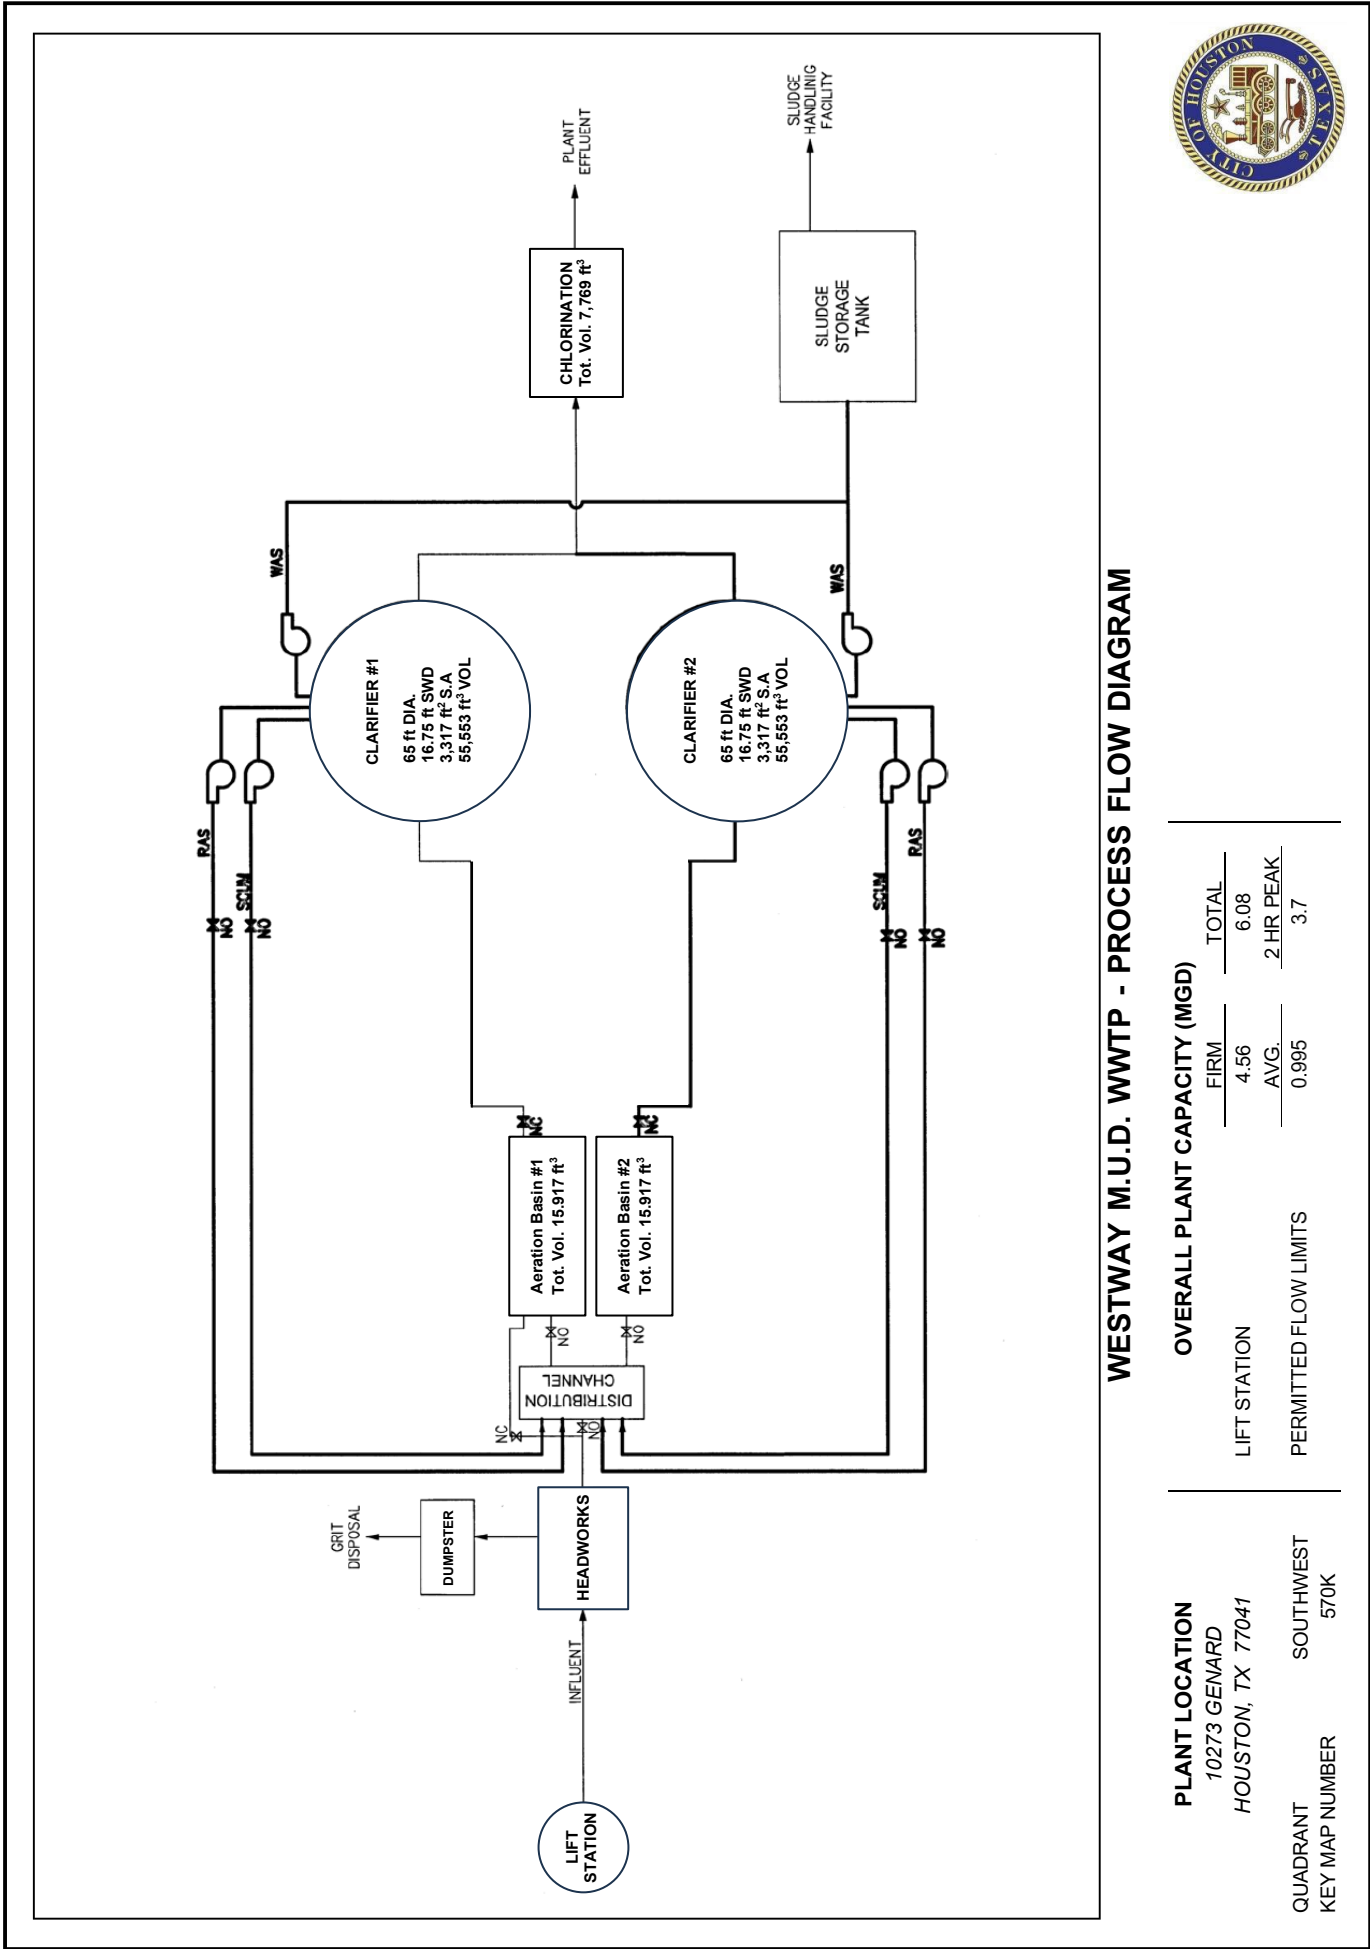 LIFT
STATION
INFLUENT
HEADWORKS
DUMPSTER
GRIT
DISPOSAL
NC
NO
DISTRIBUTION
CHANNEL
NO
NO
Aeration Basin #1
Tot. Vol. 15.917 ft³
Aeration Basin #2
Tot. Vol. 15.917 ft³
NC
NC
RAS
NO
SCUM
NO
SCUM
NO
RAS
NO
CLARIFIER #1
65 ft DIA.
16.75 ft SWD
3,317 ft² S.A
55,553 ft³ VOL
CLARIFIER #2
65 ft DIA.
16.75 ft SWD
3,317 ft² S.A
55,553 ft³ VOL
WAS
WAS
CHLORINATION
Tot. Vol. 7,769 ft³
PLANT
EFFLUENT
SLUDGE
STORAGE
TANK
SLUDGE
HANDLING
FACILITY
WESTWAY M.U.D. WWTP - PROCESS FLOW DIAGRAM
PLANT LOCATION
10273 GENARD
HOUSTON, TX 77041
QUADRANT SOUTHWEST
KEY MAP NUMBER 570K
OVERALL PLANT CAPACITY (MGD)
FIRM TOTAL
LIFT STATION 4.56 6.08
AVG. 2 HR PEAK
PERMITTED FLOW LIMITS 0.995 3.7
CITY OF HOUSTON
TEXAS